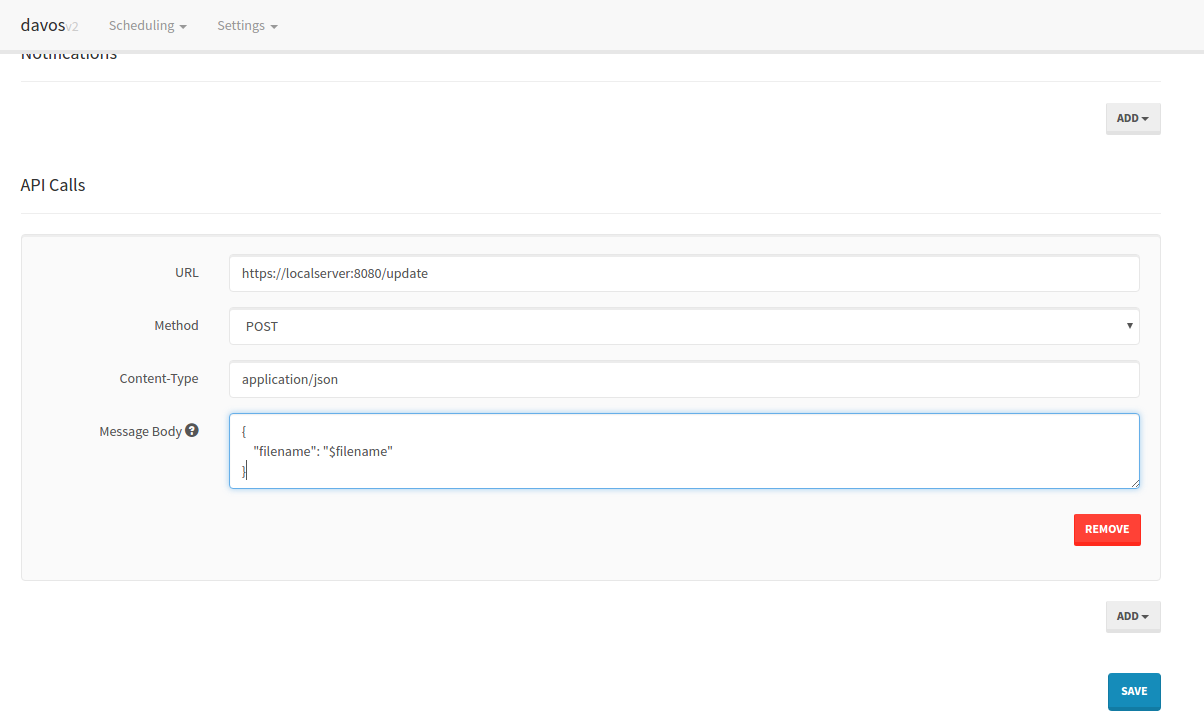 davosv2 Scheduling Settings
Notifications
ADD
API Calls
URL https://localserver:8080/update
Method POST
Content-Type application/json
Message Body ? {
"filename": "$filename"
}
REMOVE
ADD
SAVE